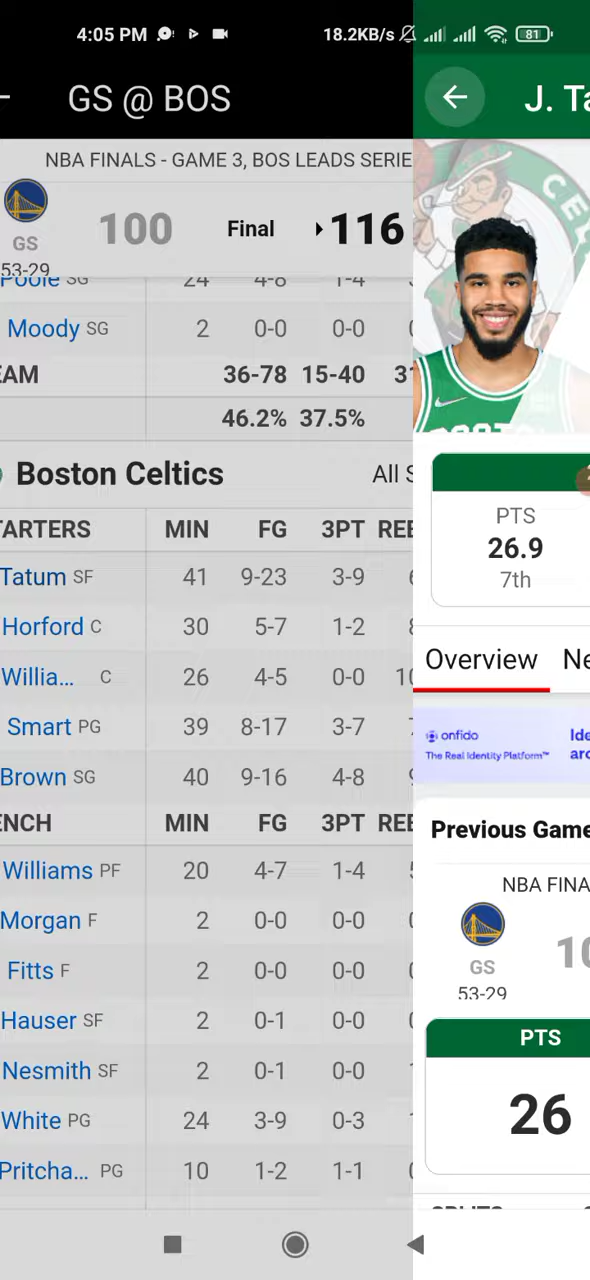 4:05 PM 18.2KB/s 81
GS @ BOS
J. Ta
NBA FINALS - GAME 3, BOS LEADS SERIE
GS 100 Final 116
53-29
Poole SG 24 4-8 1-4
Moody SG 2 0-0 0-0
EAM 36-78 15-40 31
46.2% 37.5%
Boston Celtics All S
TARTERS MIN FG 3PT REE
Tatum SF 41 9-23 3-9
Horford C 30 5-7 1-2
Willia... C 26 4-5 0-0 10
Smart PG 39 8-17 3-7
Brown SG 40 9-16 4-8
ENCH MIN FG 3PT REE
Williams PF 20 4-7 1-4
Morgan F 2 0-0 0-0
Fitts F 2 0-0 0-0
Hauser SF 2 0-1 0-0
Nesmith SF 2 0-1 0-0
White PG 24 3-9 0-3
Pritcha... PG 10 1-2 1-1
CEL
BOSTON
PTS
26.9
7th
Overview Ne
onfido Ide
The Real Identity Platform™ aro
Previous Game
NBA FINA
GS 10
53-29
PTS
26
SPLITS